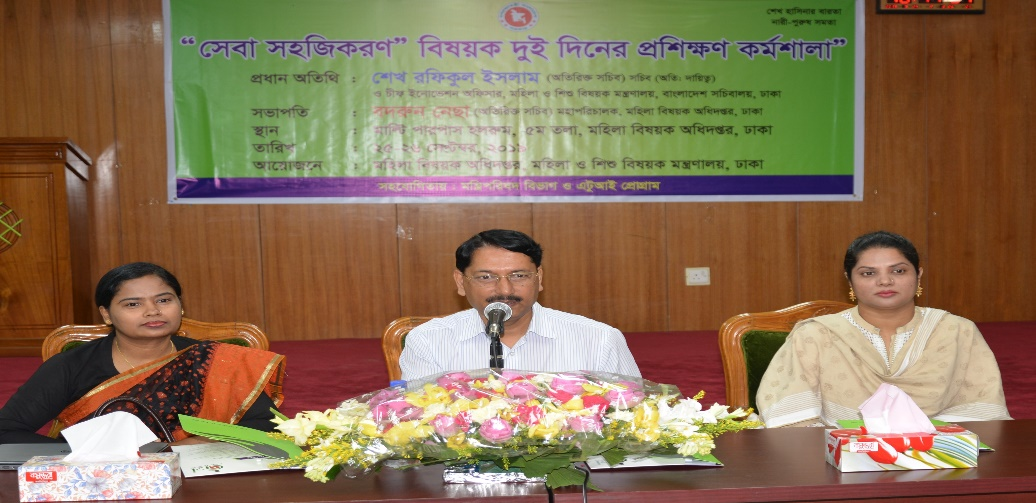 শেখ হাসিনার বারতা
নারী-পুরুষ সমতা
“সেবা সহজিকরণ” বিষয়ক দুই দিনের প্রশিক্ষণ কর্মশালা”
প্রধান অতিথি : শেখ রফিকুল ইসলাম (অতিরিক্ত সচিব) সচিব (অতি: দায়িত্ব)
ও চীফ ইনোভেশন অফিসার, মহিলা ও শিশু বিষয়ক মন্ত্রণালয়, বাংলাদেশ সচিবালয়, ঢাকা
সভাপতি : বদরুন নেছা (অতিরিক্ত সচিব) মহাপরিচালক, মহিলা বিষয়ক অধিদপ্তর, ঢাকা
স্থান : মাল্টি পারপাস হলরুম, ৫ম তলা, মহিলা বিষয়ক অধিদপ্তর, ঢাকা
তারিখ : ২৫-২৬ সেপ্টেম্বর, ২০১৯
আয়োজনে : মহিলা বিষয়ক অধিদপ্তর, মহিলা ও শিশু বিষয়ক মন্ত্রণালয়, ঢাকা
সহযোগিতায় : মন্ত্রিপরিষদ বিভাগ ও এটুআই প্রোগ্রাম